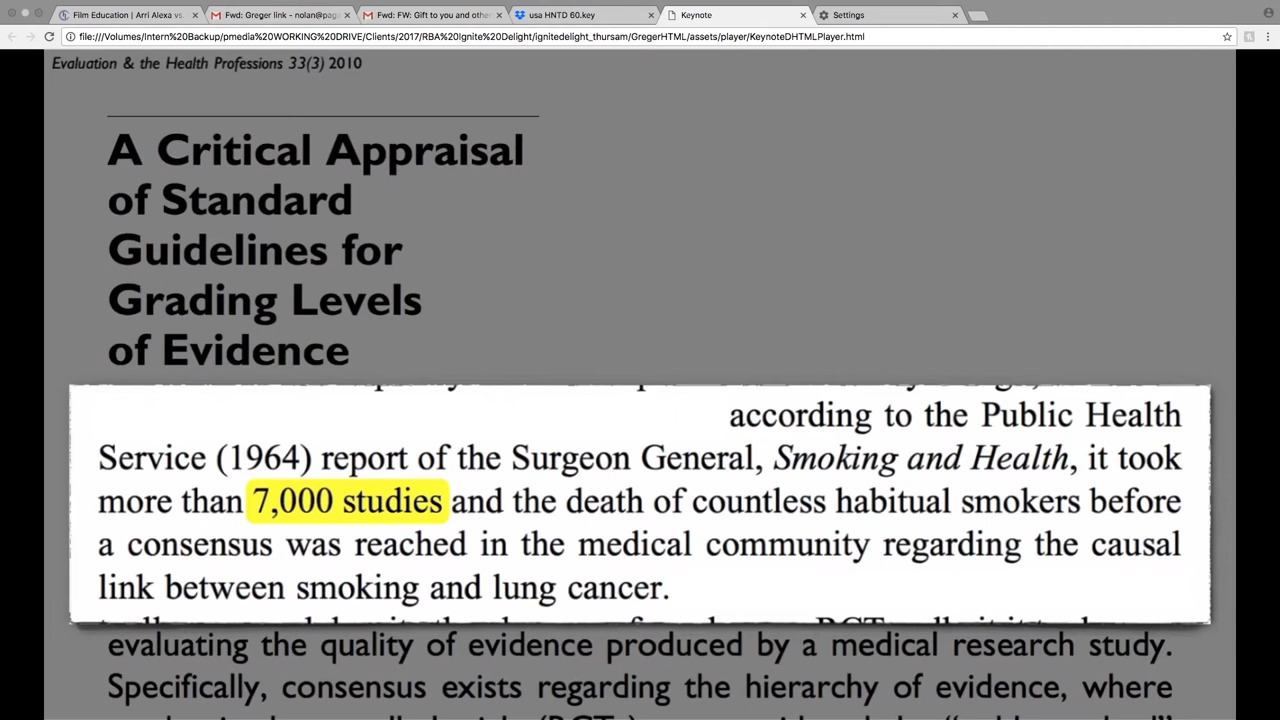 Film Education | Arri Alexa vs.
Fwd: Greger link - nolan@pag
Fwd: FW: Gift to you and othe
usa HNTD 60.key
Keynote
Settings
file:///Volumes/Intern%20Backup/pmedia%20WORKING%20DRIVE/Clients/2017/RBA%20Ignite%20Delight/ignitedelight_thursam/GregerHTML/assets/player/KeynoteDHTMLPlayer.html
Evaluation & the Health Professions 33(3) 2010
A Critical Appraisal
of Standard
Guidelines for
Grading Levels
of Evidence
according to the Public Health
Service (1964) report of the Surgeon General, Smoking and Health, it took
more than 7,000 studies and the death of countless habitual smokers before
a consensus was reached in the medical community regarding the causal
link between smoking and lung cancer.
evaluating the quality of evidence produced by a medical research study.
Specifically, consensus exists regarding the hierarchy of evidence, where